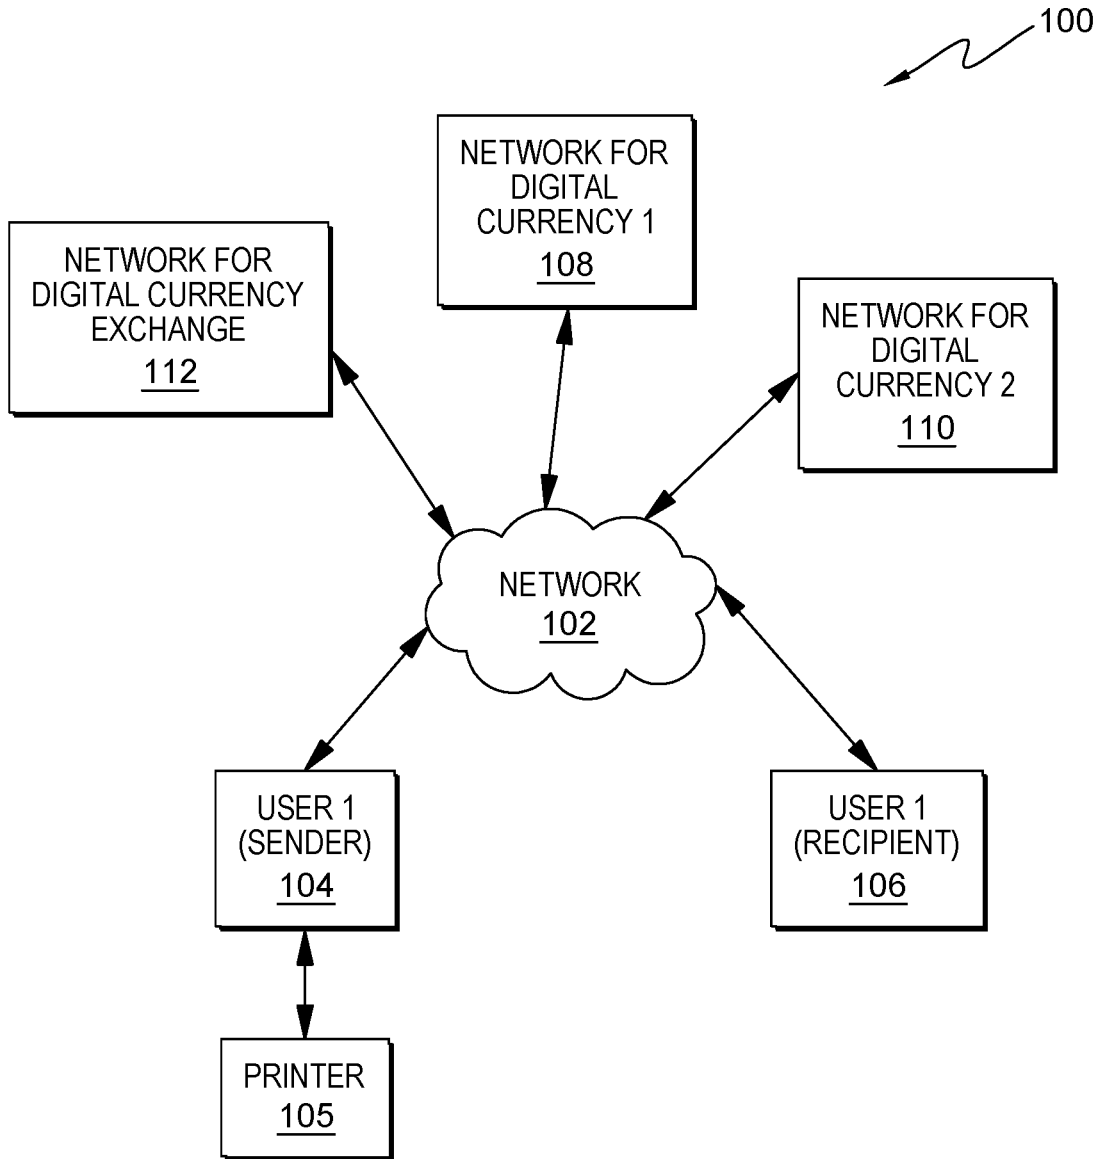 100
NETWORK FOR
DIGITAL
CURRENCY 1
108
NETWORK FOR
DIGITAL CURRENCY
EXCHANGE
112
NETWORK FOR
DIGITAL
CURRENCY 2
110
NETWORK
102
USER 1
(SENDER)
104
USER 1
(RECIPIENT)
106
PRINTER
105